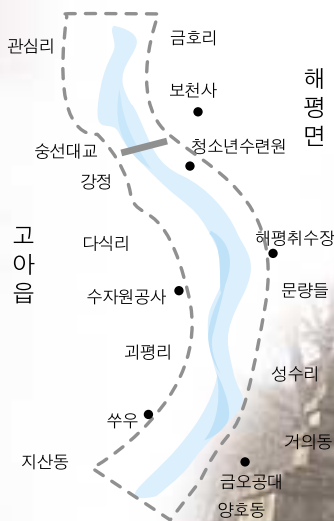 관심리
금호리
해평면
보천사
청소년수련원
숭선대교
강정
고아읍
다식리
해평취수장
수자원공사
문량들
괴평리
성수리
쑤우
거의동
지산동
금오공대
양호동